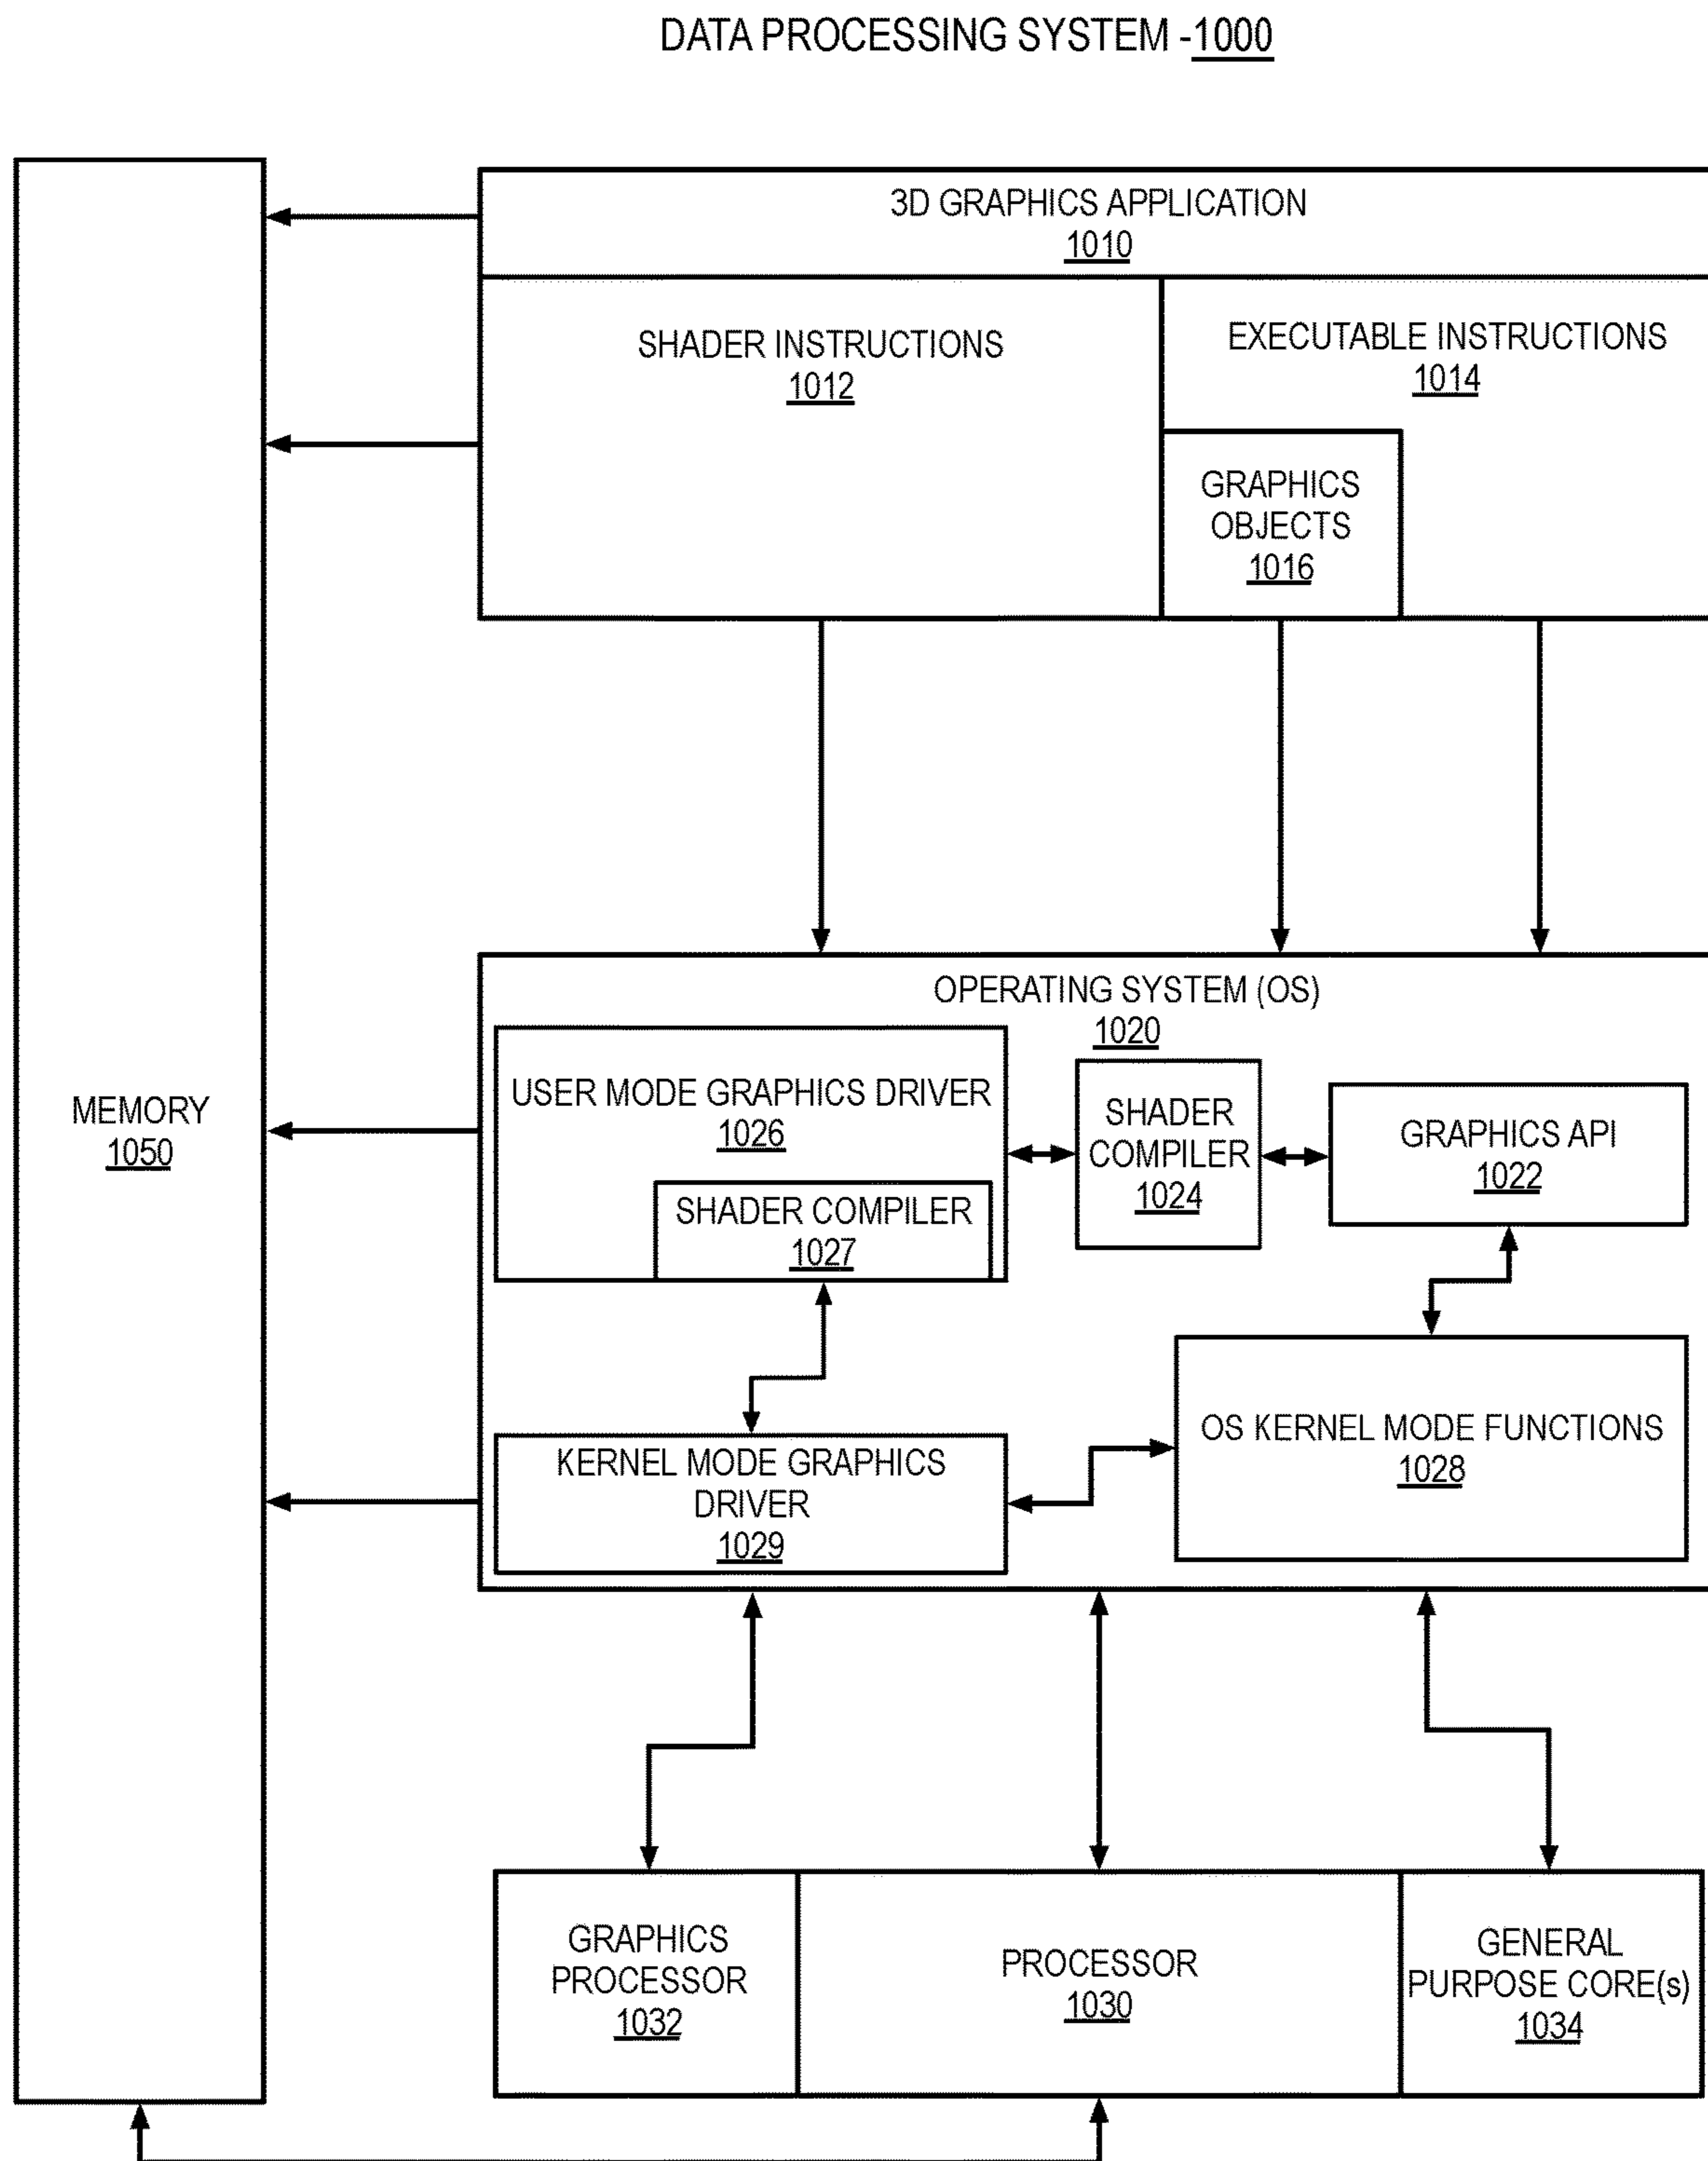 DATA PROCESSING SYSTEM -1000
3D GRAPHICS APPLICATION
1010
SHADER INSTRUCTIONS
1012
EXECUTABLE INSTRUCTIONS
1014
GRAPHICS
OBJECTS
1016
OPERATING SYSTEM (OS)
1020
USER MODE GRAPHICS DRIVER
1026
SHADER COMPILER
1027
SHADER
COMPILER
1024
GRAPHICS API
1022
MEMORY
1050
KERNEL MODE GRAPHICS
DRIVER
1029
OS KERNEL MODE FUNCTIONS
1028
GRAPHICS
PROCESSOR
1032
PROCESSOR
1030
GENERAL
PURPOSE CORE(s)
1034